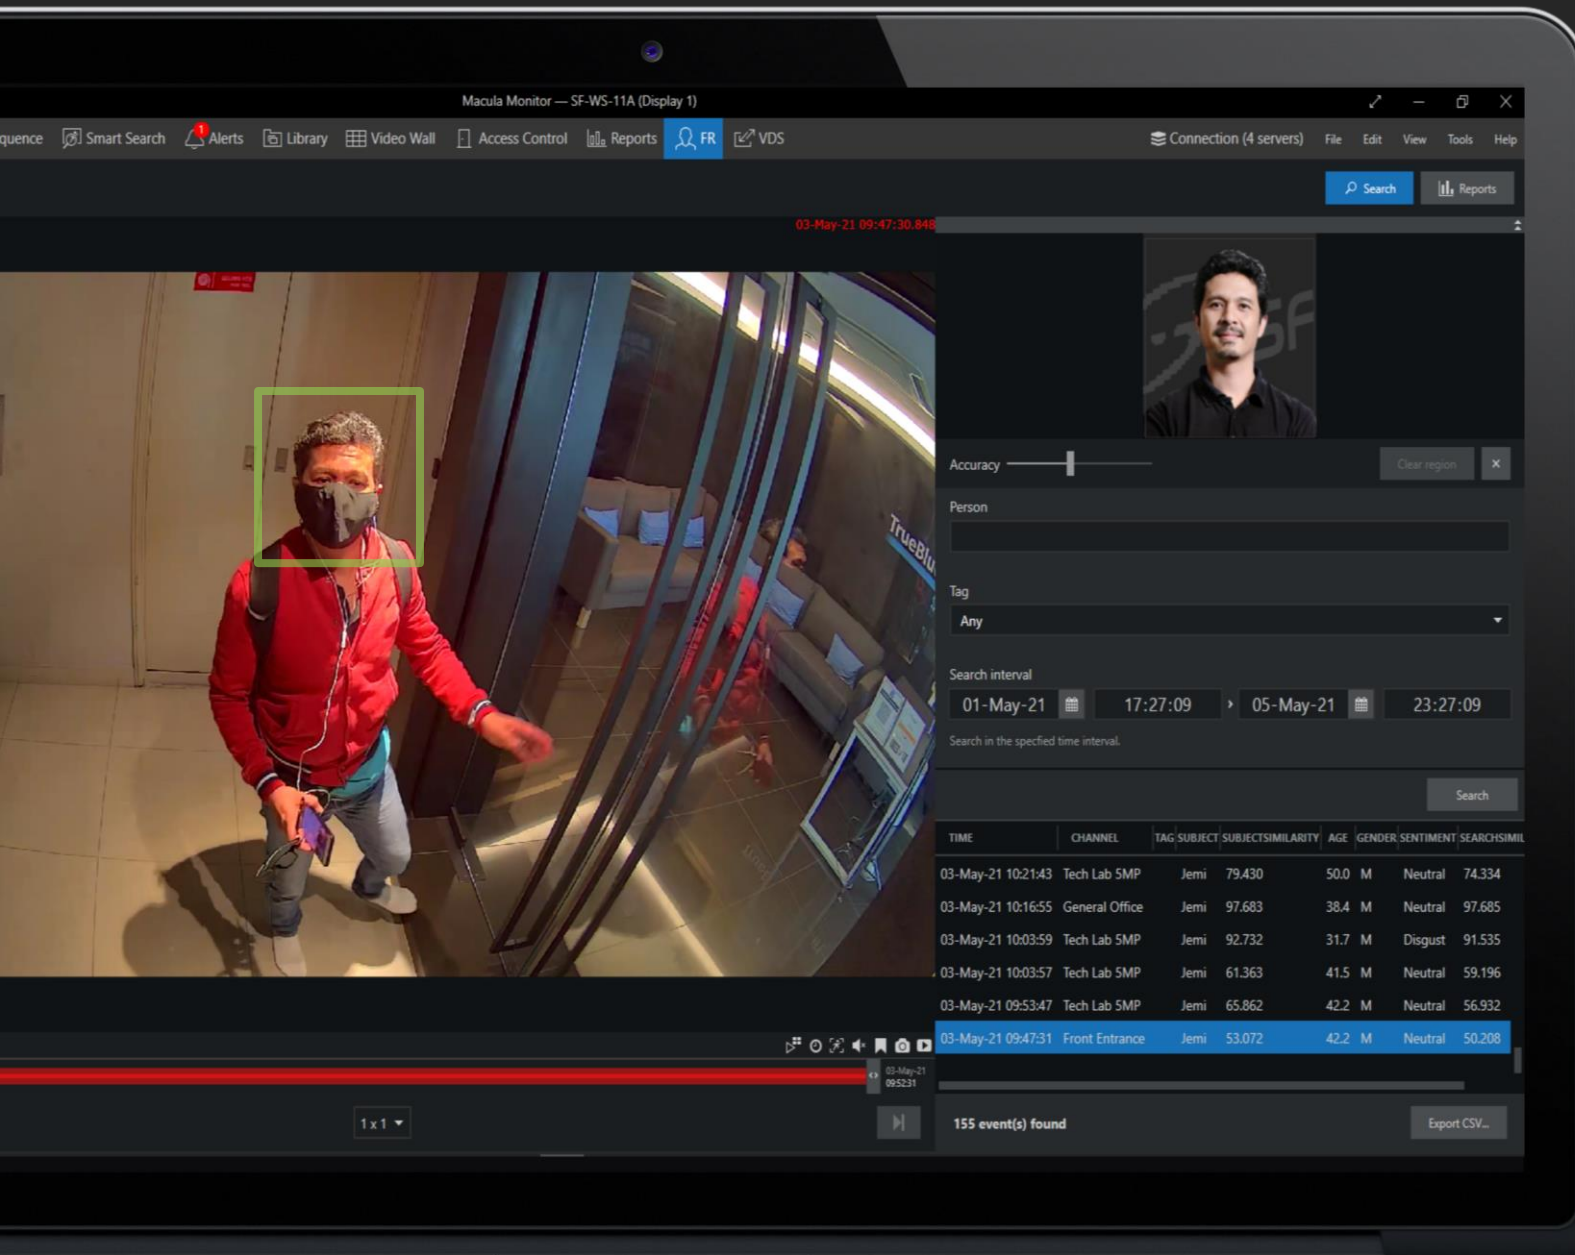 Macula Monitor — SF-WS-11A (Display 1)
quence Smart Search 1 Alerts Library Video Wall Access Control Reports FR VDS Connection (4 servers) File Edit View Tools Help
Search Reports
03-May-21 09:47:30.848
SF
Accuracy Clear region ×
Person
TrueBlu
Tag
Any
Search interval
01-May-21 17:27:09 › 05-May-21 23:27:09
Search in the specfied time interval.
Search
TIME CHANNEL TAG SUBJECT SUBJECTSIMILARITY AGE GENDER SENTIMENT SEARCHSIMIL
03-May-21 10:21:43 Tech Lab 5MP Jemi 79.430 50.0 M Neutral 74.334
03-May-21 10:16:55 General Office Jemi 97.683 38.4 M Neutral 97.685
03-May-21 10:03:59 Tech Lab 5MP Jemi 92.732 31.7 M Disgust 91.535
03-May-21 10:03:57 Tech Lab 5MP Jemi 61.363 41.5 M Neutral 59.196
03-May-21 09:53:47 Tech Lab 5MP Jemi 65.862 42.2 M Neutral 56.932
03-May-21 09:47:31 Front Entrance Jemi 53.072 42.2 M Neutral 50.208
03-May-21
09:52:31
1 x 1
155 event(s) found
Export CSV...